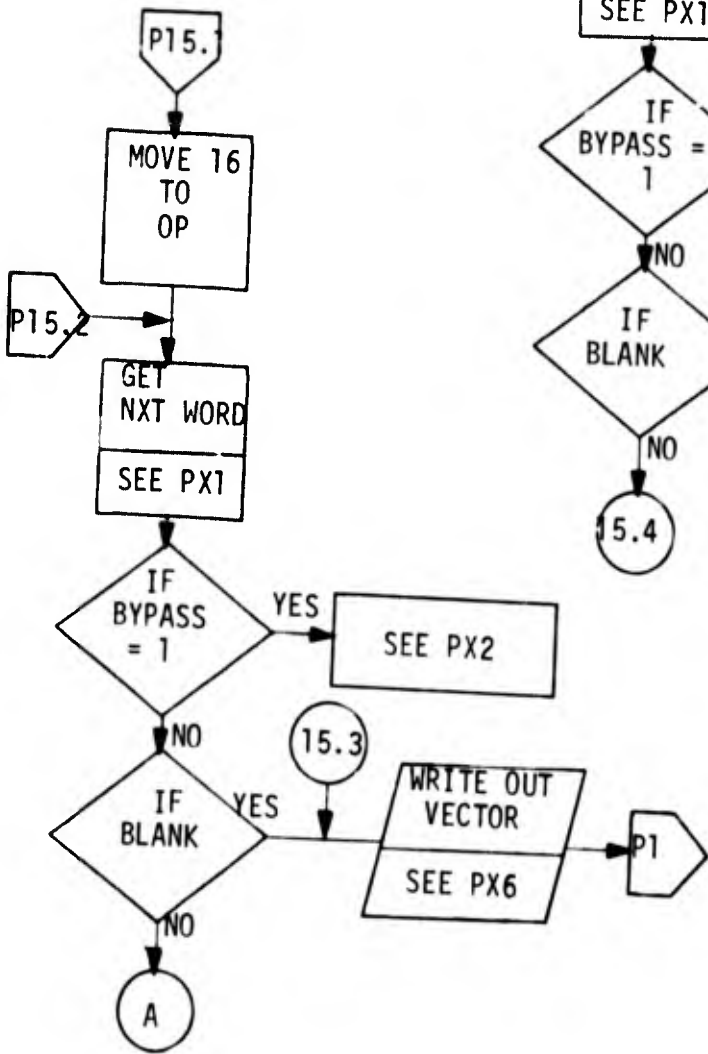 P15.1
MOVE 16
TO
OP
P15.2
GET
NXT WORD
SEE PX1
IF
BYPASS
= 1
YES
SEE PX2
NO
15.3
IF
BLANK
YES
WRITE OUT
VECTOR
SEE PX6
P1
NO
A
SEE PX1
IF
BYPASS =
1
NO
IF
BLANK
NO
15.4